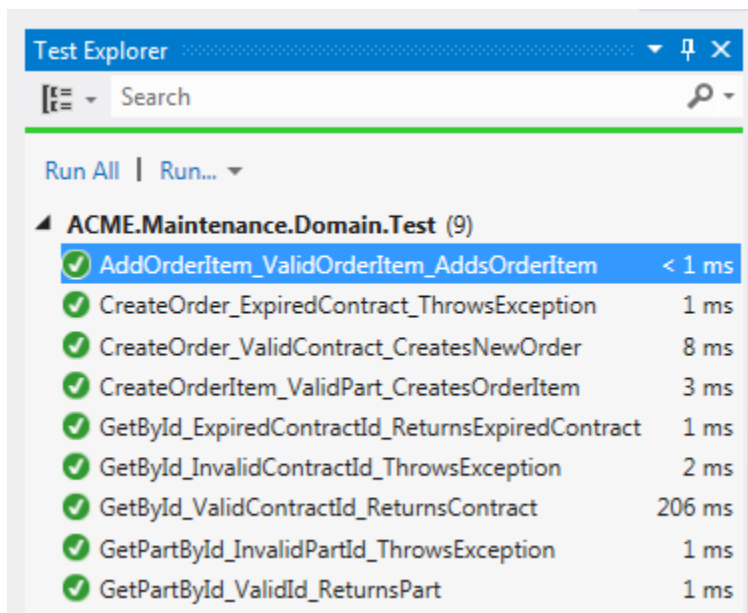 Test Explorer
Search
Run All | Run...
ACME.Maintenance.Domain.Test (9)
AddOrderItem_ValidOrderItem_AddsOrderItem < 1 ms
CreateOrder_ExpiredContract_ThrowsException 1 ms
CreateOrder_ValidContract_CreatesNewOrder 8 ms
CreateOrderItem_ValidPart_CreatesOrderItem 3 ms
GetById_ExpiredContractId_ReturnsExpiredContract 1 ms
GetById_InvalidContractId_ThrowsException 2 ms
GetById_ValidContractId_ReturnsContract 206 ms
GetPartById_InvalidPartId_ThrowsException 1 ms
GetPartById_ValidId_ReturnsPart 1 ms